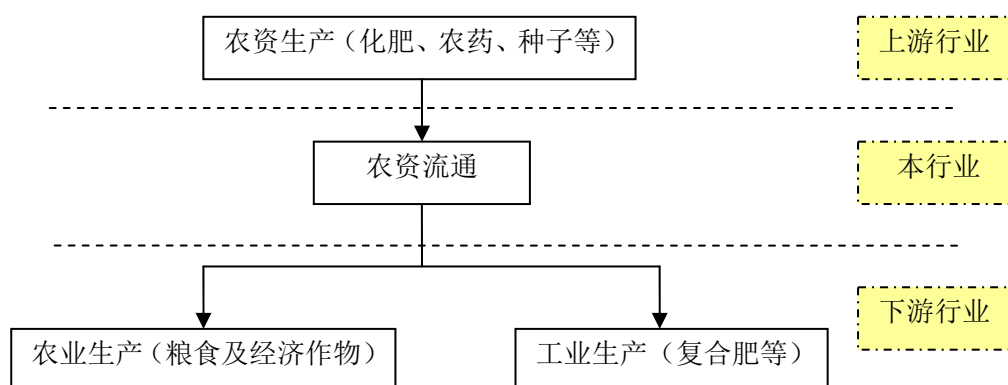 农资生产（化肥、农药、种子等）
上游行业
农资流通
本行业
下游行业
农业生产（粮食及经济作物）
工业生产（复合肥等）